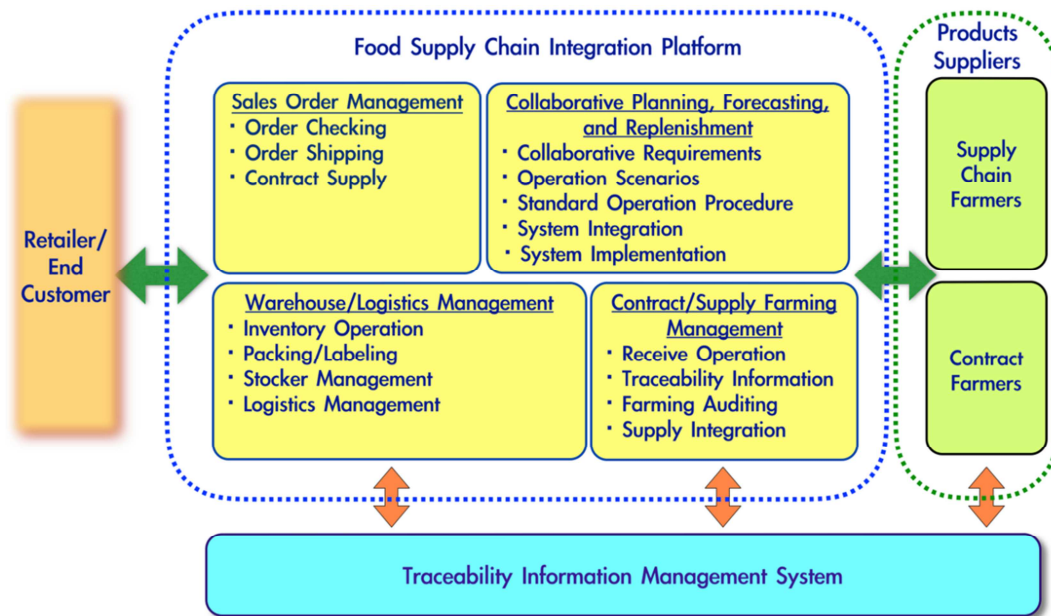 Food Supply Chain Integration Platform
Products
Suppliers
Retailer/
End
Customer
Sales Order Management
· Order Checking
· Order Shipping
· Contract Supply
Collaborative Planning, Forecasting,
and Replenishment
· Collaborative Requirements
· Operation Scenarios
· Standard Operation Procedure
· System Integration
· System Implementation
Supply
Chain
Farmers
Warehouse/Logistics Management
· Inventory Operation
· Packing/Labeling
· Stocker Management
· Logistics Management
Contract/Supply Farming
Management
· Receive Operation
· Traceability Information
· Farming Auditing
· Supply Integration
Contract
Farmers
Traceability Information Management System